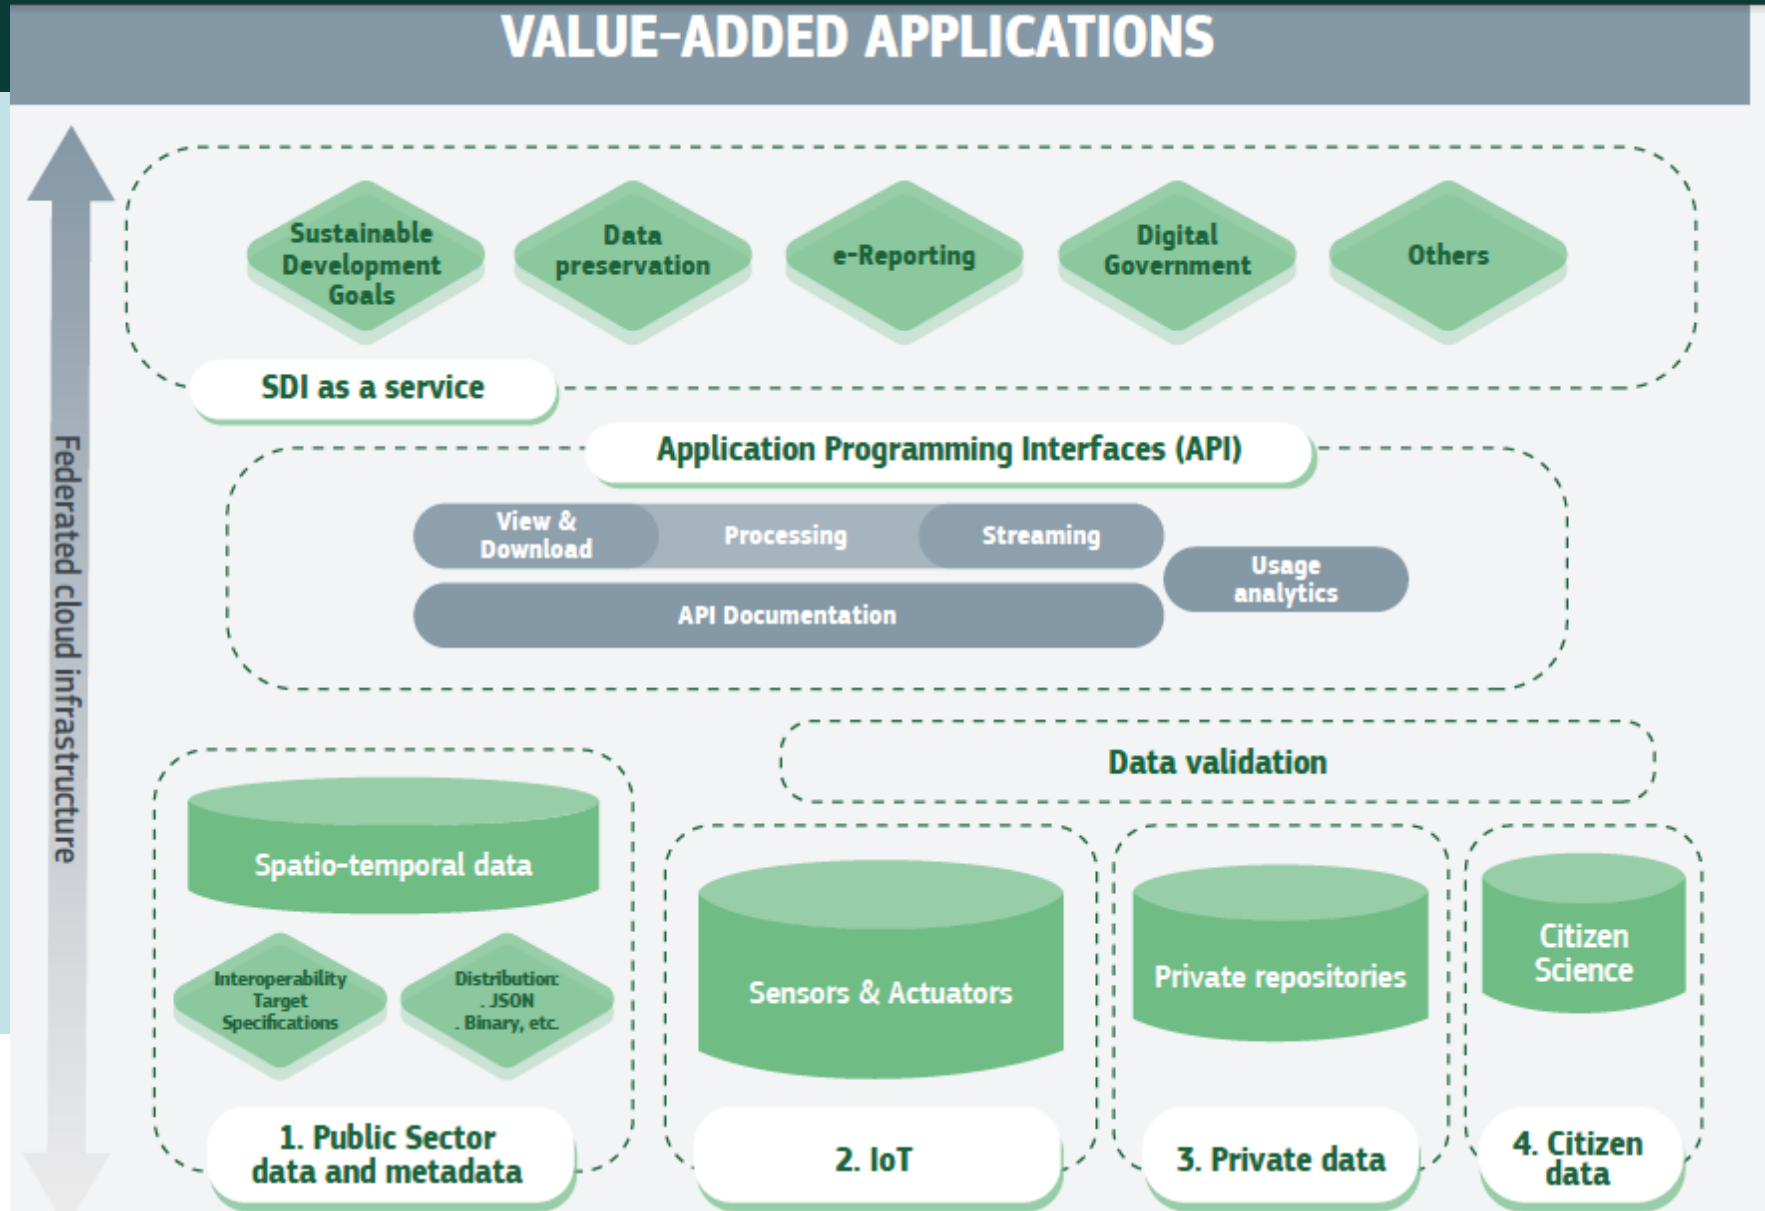 VALUE-ADDED APPLICATIONS
Sustainable
Development
Goals
Data
preservation
e-Reporting
Digital
Government
Others
SDI as a service
Federated cloud infrastructure
Application Programming Interfaces (API)
View &
Download
Processing
Streaming
Usage
analytics
API Documentation
Data validation
Spatio-temporal data
Interoperability
Target
Specifications
Distribution:
. JSON
. Binary, etc.
Sensors & Actuators
Private repositories
Citizen
Science
1. Public Sector
data and metadata
2. IoT
3. Private data
4. Citizen
data